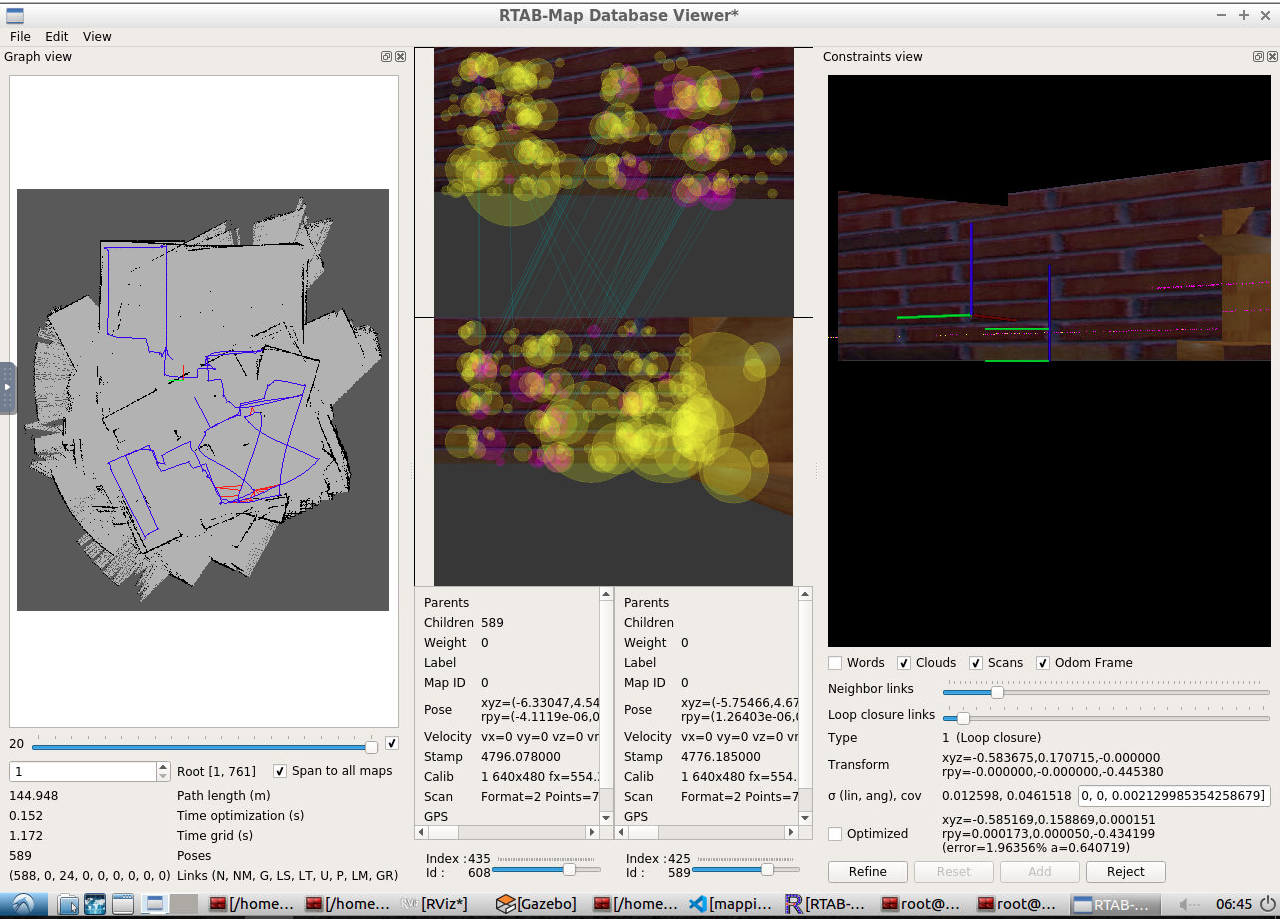 RTAB-Map Database Viewer*
File Edit View
Graph view
Constraints view
Parents
Children 589
Weight 0
Label
Map ID 0
Pose xyz=(-6.33047,4.54
rpy=(-4.1119e-06,0
Velocity vx=0 vy=0 vz=0 vr
Stamp 4796.078000
Calib 1 640x480 fx=554.
Scan Format=2 Points=7
GPS
Parents
Children
Weight 0
Label
Map ID 0
Pose xyz=(-5.75466,4.67
rpy=(1.26403e-06,0
Velocity vx=0 vy=0 vz=0 vr
Stamp 4776.185000
Calib 1 640x480 fx=554.
Scan Format=2 Points=7
GPS
Words Clouds Scans Odom Frame
Neighbor links
Loop closure links
Type 1 (Loop closure)
Transform xyz=-0.583675,0.170715,-0.000000
rpy=-0.000000,-0.000000,-0.445380
σ (lin, ang), cov 0.012598, 0.0461518 0, 0, 0.002129985354258679]
Optimized xyz=-0.585169,0.158869,0.000151
rpy=0.000173,0.000050,-0.434199
(error=1.96356% a=0.640719)
Refine Reset Add Reject
20
1 Root [1, 761] Span to all maps
144.948 Path length (m)
0.152 Time optimization (s)
1.172 Time grid (s)
589 Poses
(588, 0, 24, 0, 0, 0, 0, 0, 0) Links (N, NM, G, LS, LT, U, P, LM, GR)
Index : 435
Id : 608
Index : 425
Id : 589
[/home... [/home... [RViz*] [Gazebo] [/home... [mappi... [RTAB-... root@... root@... RTAB-... 06:45